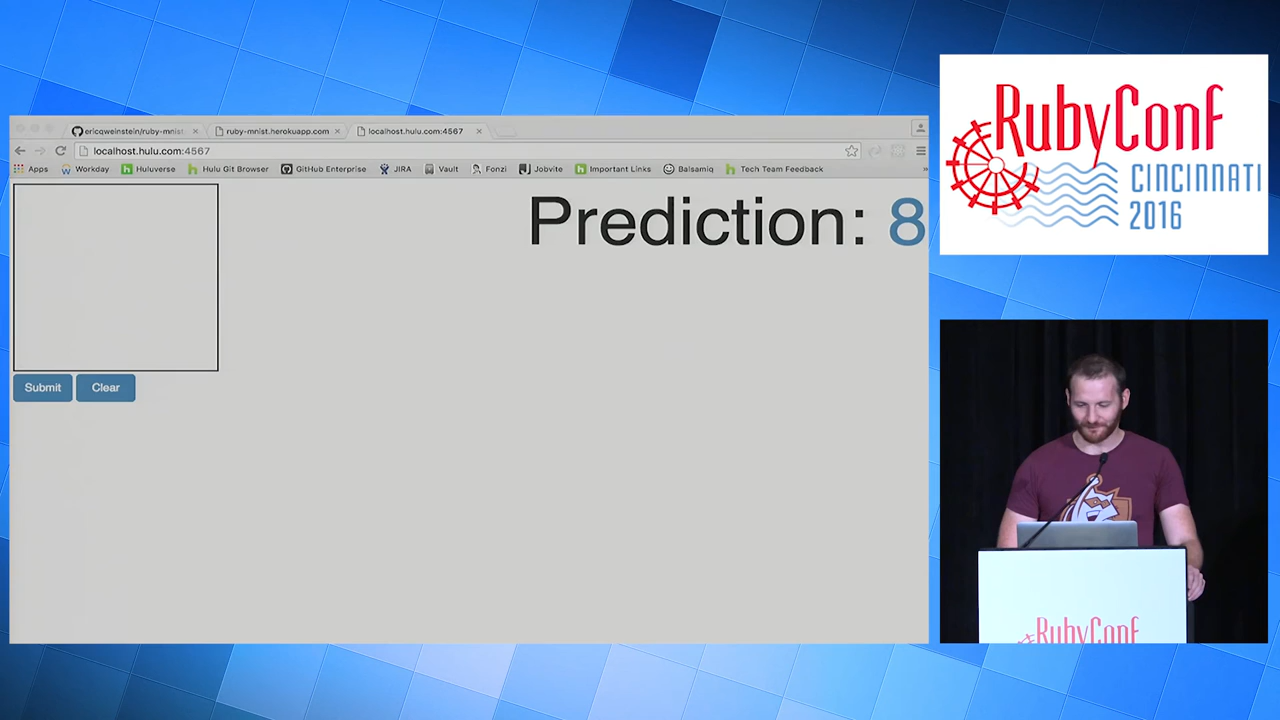 ericqweinstein/ruby-mnist
ruby-mnist.herokuapp.com
localhost.hulu.com:4567
localhost.hulu.com:4567
Apps Workday Huluverse Hulu Git Browser GitHub Enterprise JIRA Vault Fonzi Jobvite Important Links Balsamiq Tech Team Feedback
Prediction: 8
Submit Clear
RubyConf
CINCINNATI
2016
RubyConf